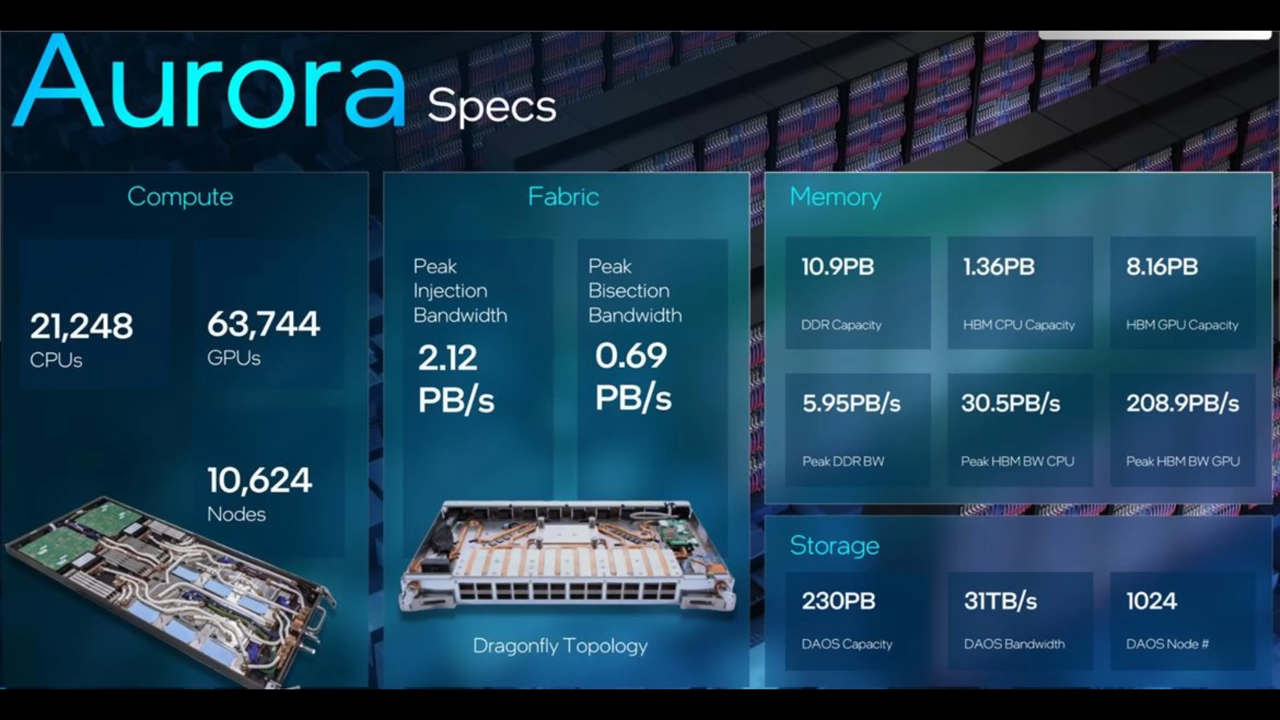 Aurora Specs
Compute
21,248
CPUs
63,744
GPUs
10,624
Nodes
Fabric
Peak
Injection
Bandwidth
2.12
PB/s
Peak
Bisection
Bandwidth
0.69
PB/s
Dragonfly Topology
Memory
10.9PB
DDR Capacity
1.36PB
HBM CPU Capacity
8.16PB
HBM GPU Capacity
5.95PB/s
Peak DDR BW
30.5PB/s
Peak HBM BW CPU
208.9PB/s
Peak HBM BW GPU
Storage
230PB
DAOS Capacity
31TB/s
DAOS Bandwidth
1024
DAOS Node #